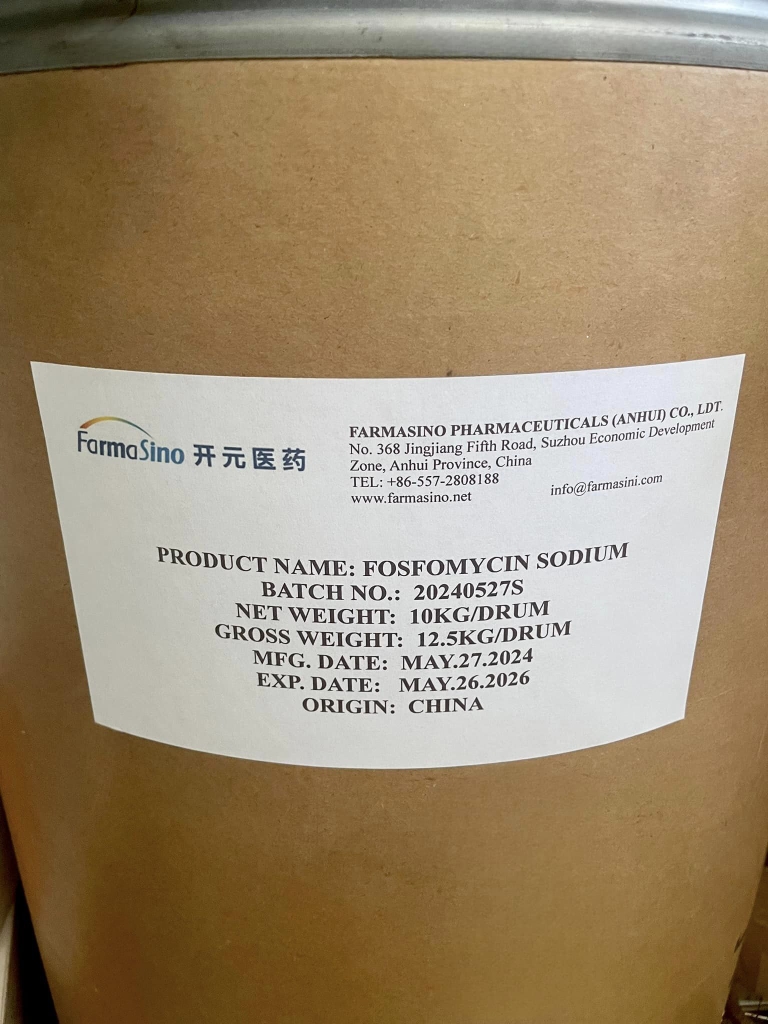 FarmaSino 开元医药
FARMASINO PHARMACEUTICALS (ANHUI) CO., LDT.
No. 368 Jingjiang Fifth Road, Suzhou Economic Development
Zone, Anhui Province, China
TEL: +86-557-2808188
www.farmasino.net info@farmasini.com
PRODUCT NAME: FOSFOMYCIN SODIUM
BATCH NO.: 20240527S
NET WEIGHT: 10KG/DRUM
GROSS WEIGHT: 12.5KG/DRUM
MFG. DATE: MAY.27.2024
EXP. DATE: MAY.26.2026
ORIGIN: CHINA